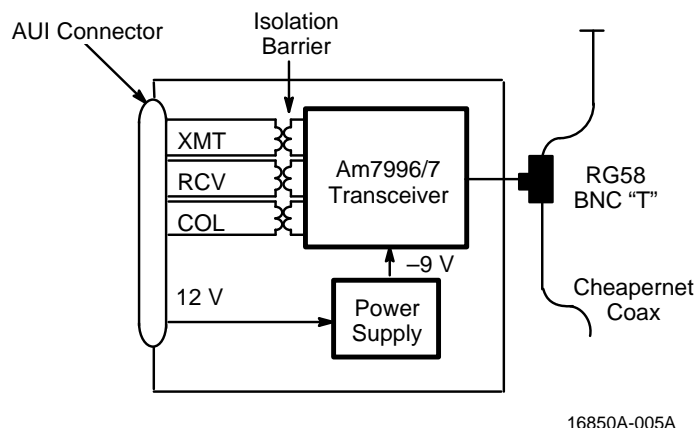 AUI Connector
Isolation
Barrier
XMT
RCV
COL
Am7996/7
Transceiver
RG58
BNC “T”
–9 V
12 V
Power
Supply
Cheapernet
Coax
16850A-005A